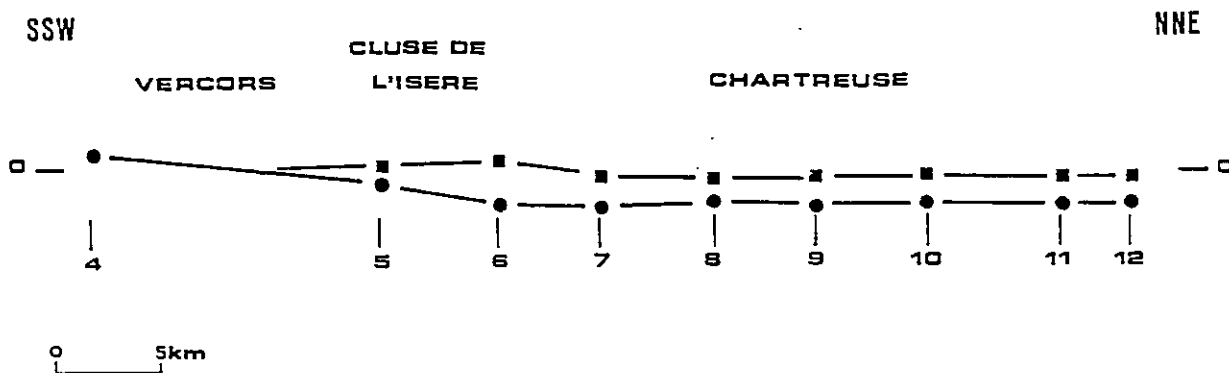 SSW
NNE
CLUSE DE
VERCORS L'ISERE CHARTREUSE
0 0
4 5 6 7 8 9 10 11 12
0 5km